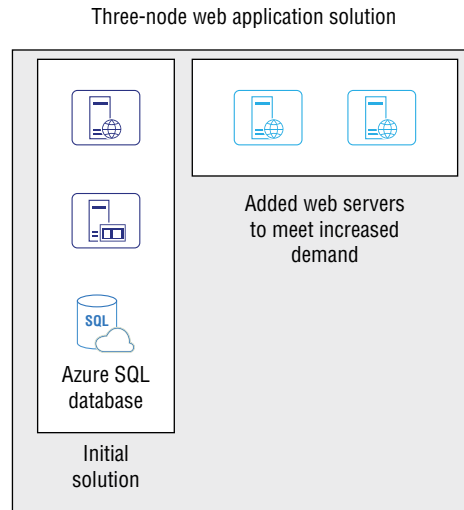 Three-node web application solution
Added web servers
to meet increased
demand
SQL
Azure SQL
database
Initial
solution